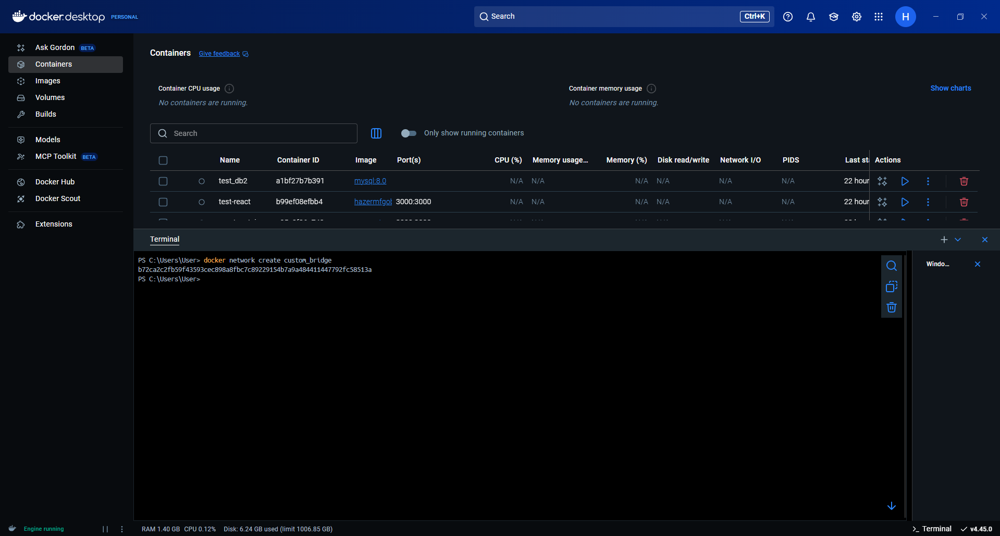 docker.desktop PERSONAL
Search
Ctrl+K
H
Ask Gordon BETA
Containers
Images
Volumes
Builds
Models
MCP Toolkit BETA
Docker Hub
Docker Scout
Extensions
Containers Give feedback
Container CPU usage
No containers are running.
Container memory usage
No containers are running.
Show charts
Search
Only show running containers
Name Container ID Image Port(s) CPU (%) Memory usage... Memory (%) Disk read/write Network I/O PIDS Last sta Actions
test_db2 a1bf27b7b391 mysql:8.0 N/A N/A N/A N/A N/A N/A 22 hour
test-react b99ef08efbb4 hazermfgol 3000:3000 N/A N/A N/A N/A N/A N/A 22 hour
Terminal
PS C:\Users\User> docker network create custom_bridge
b72ca2c2fb59f43593cec898a8fbc7c89229154b7a9a484411447792fc58513a
PS C:\Users\User>
Windo...
Engine running
RAM 1.40 GB CPU 0.12% Disk: 6.24 GB used (limit 1006.85 GB)
Terminal
v4.45.0